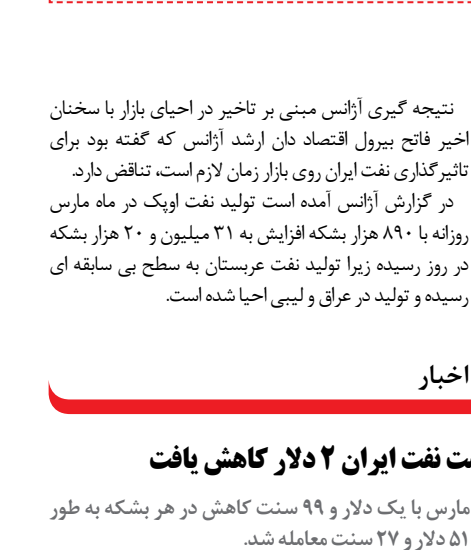 نتیجه گیری آژانس مبنی بر تاخیر در احیای بازار با سخنان
اخیر فاتح بیرول اقتصاد دان ارشد آژانس که گفته بود برای
تاثیرگذاری نفت ایران روی بازار زمان لازم است، تناقض دارد.
در گزارش آژانس آمده است تولید نفت اوپک در ماه مارس
روزانه با ۸۹۰ هزار بشکه افزایش به ۳۱ میلیون و ۲۰ هزار بشکه
در روز رسیده زیرا تولید نفت عربستان به سطح بی سابقه ای
رسیده و تولید در عراق و لیبی احیا شده است.
اخبار
نفت ایران ۲ دلار کاهش یافت
مارس با یک دلار و ۹۹ سنت کاهش در هر بشکه به طور
۵۱ دلار و ۲۷ سنت معامله شد.